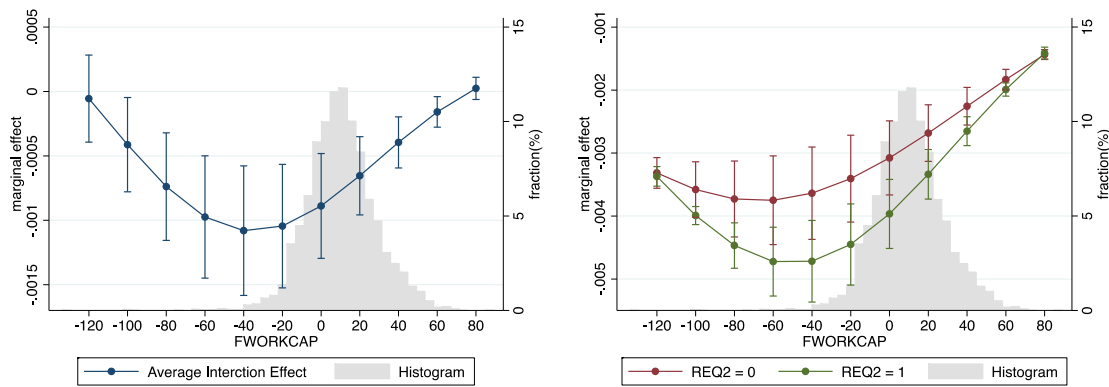 .0005
0
-.0005
-.001
-.0015
marginal effect
15
10
5
0
fraction(%)
-120 -100 -80 -60 -40 -20 0 20 40 60 80
FWORKCAP
Average Interction Effect Histogram
-.001
-.002
-.003
-.004
-.005
marginal effect
15
10
5
0
fraction(%)
-120 -100 -80 -60 -40 -20 0 20 40 60 80
FWORKCAP
REQ2 = 0 REQ2 = 1 Histogram